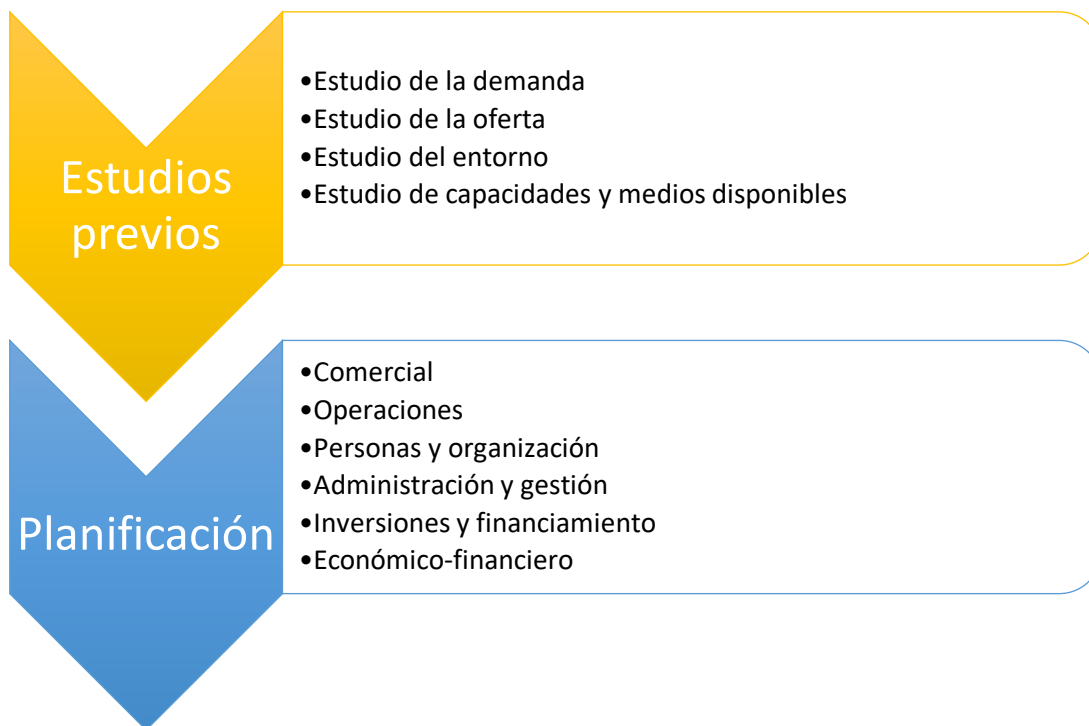 Estudios
previos
•Estudio de la demanda
•Estudio de la oferta
•Estudio del entorno
•Estudio de capacidades y medios disponibles
Planificación
•Comercial
•Operaciones
•Personas y organización
•Administración y gestión
•Inversiones y financiamiento
•Económico-financiero